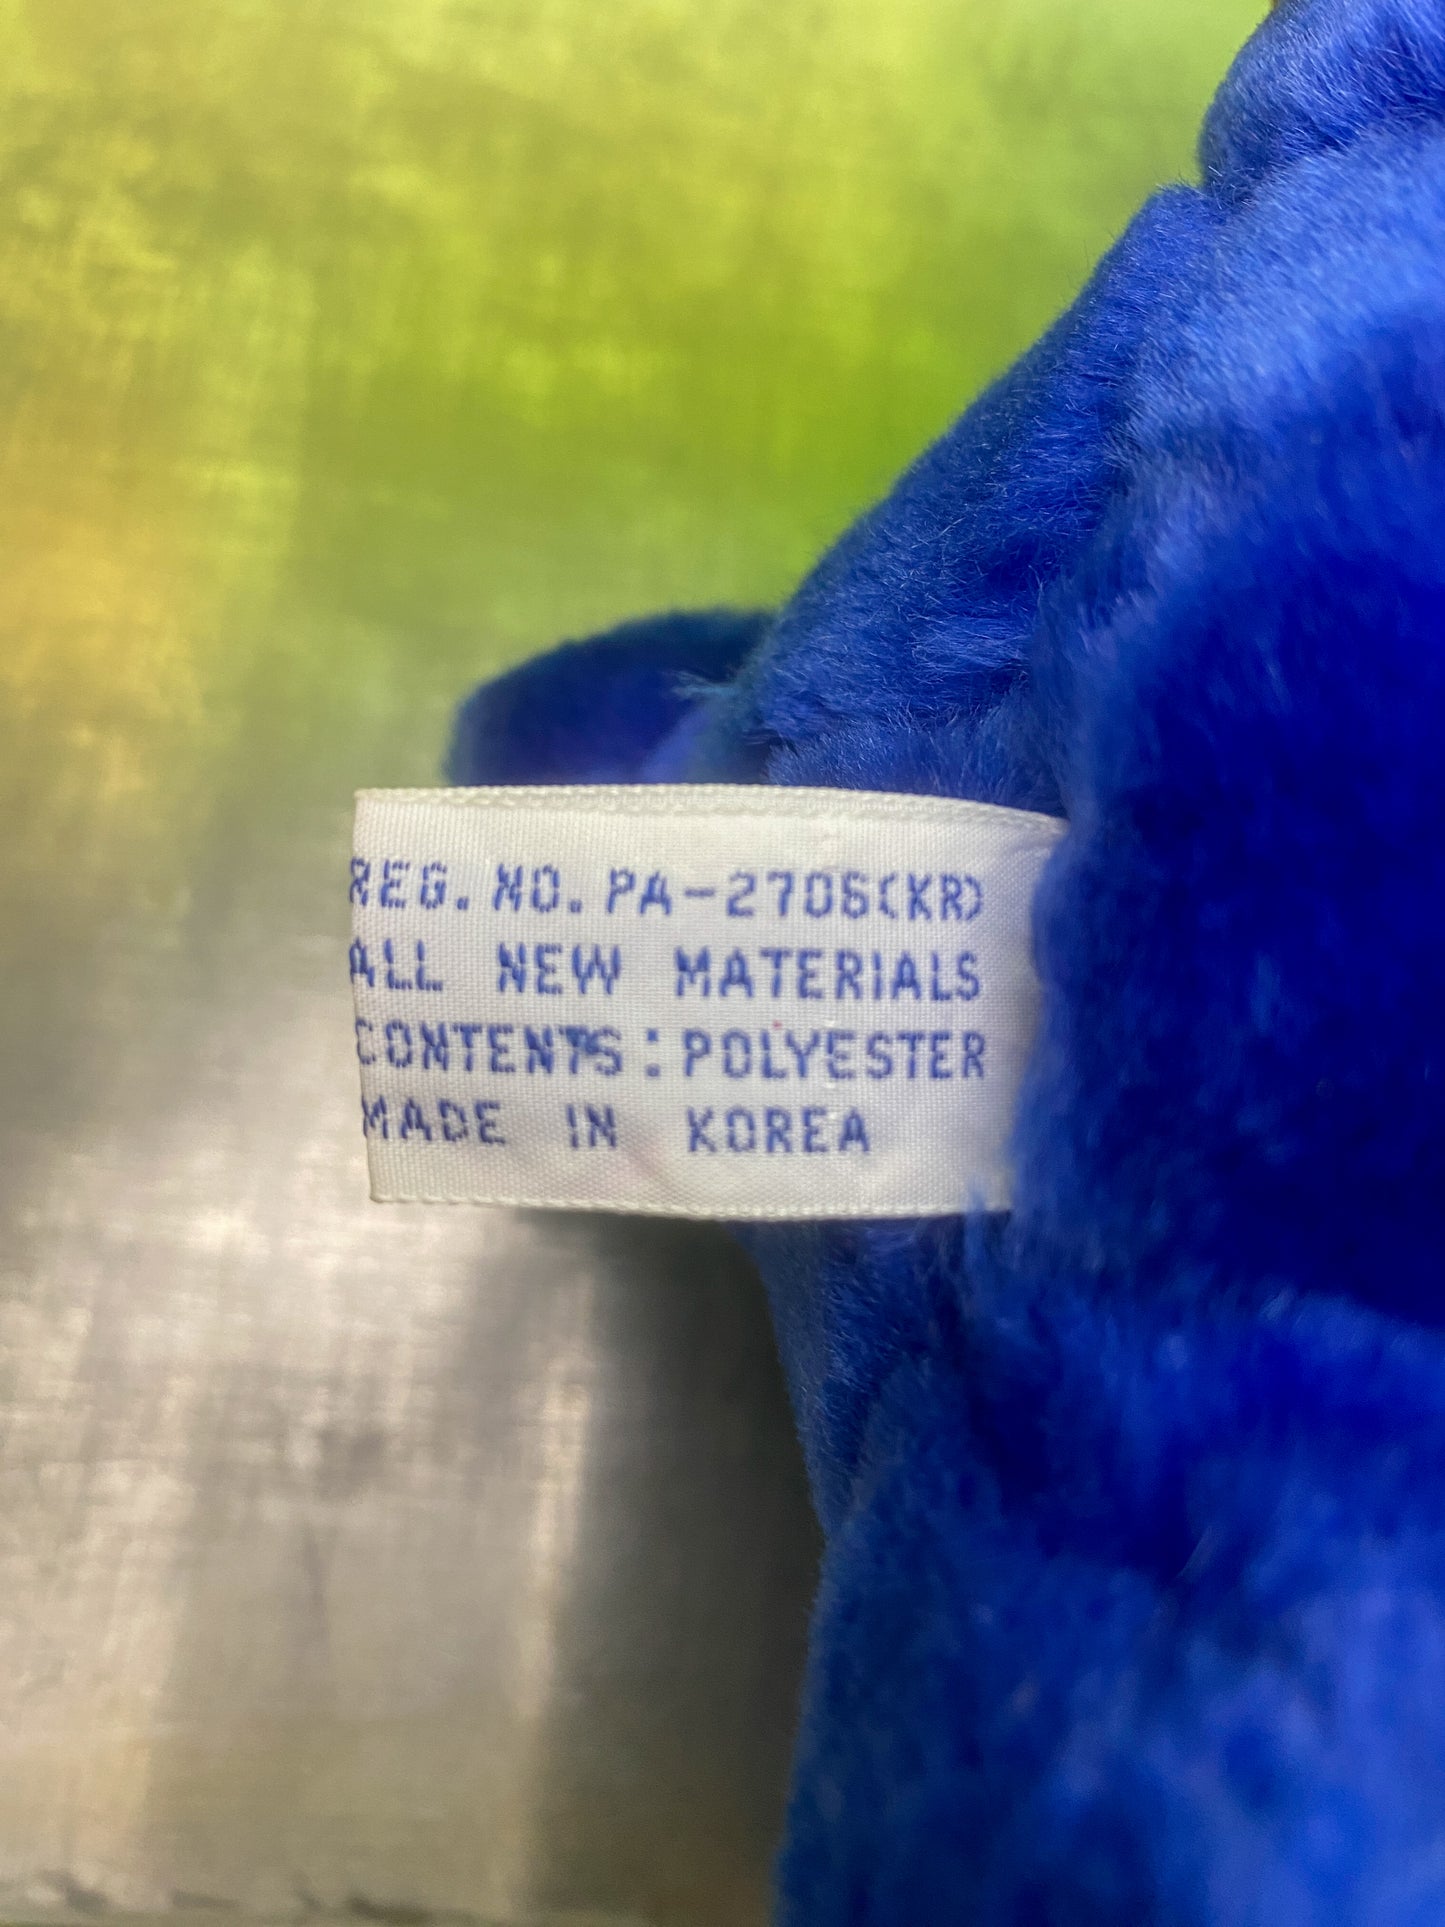 REG. NO. PA-2706(KR)
ALL NEW MATERIALS
CONTENTS: POLYESTER
MADE IN KOREA